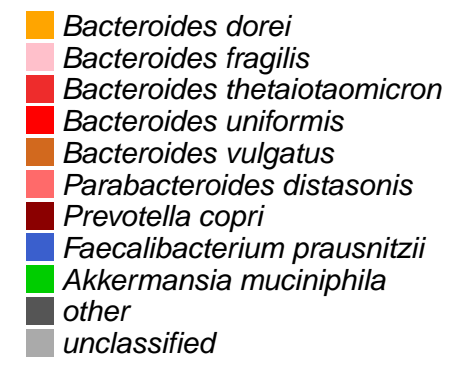 Bacteroides dorei
Bacteroides fragilis
Bacteroides thetaiotaomicron
Bacteroides uniformis
Bacteroides vulgatus
Parabacteroides distasonis
Prevotella copri
Faecalibacterium prausnitzii
Akkermansia muciniphila
other
unclassified